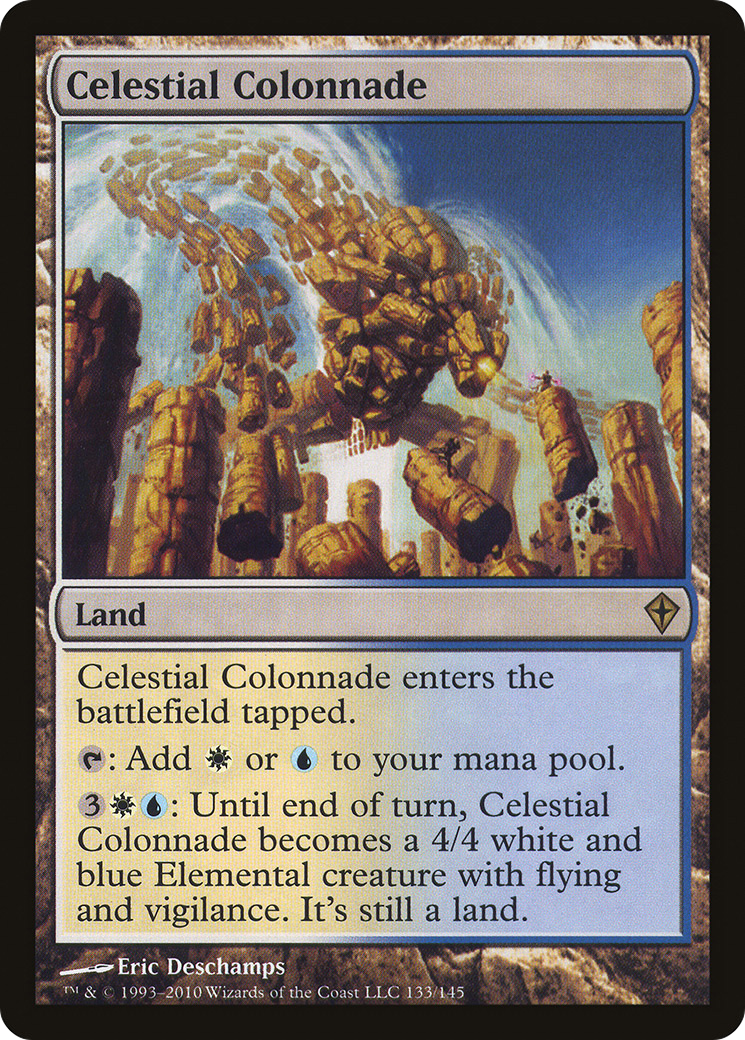 Celestial Colonnade
Land
Celestial Colonnade enters the
battlefield tapped.
: Add or to your mana pool.
3: Until end of turn, Celestial
Colonnade becomes a 4/4 white and
blue Elemental creature with flying
and vigilance. It's still a land.
Eric Deschamps
™ & © 1993–2010 Wizards of the Coast LLC 133/145